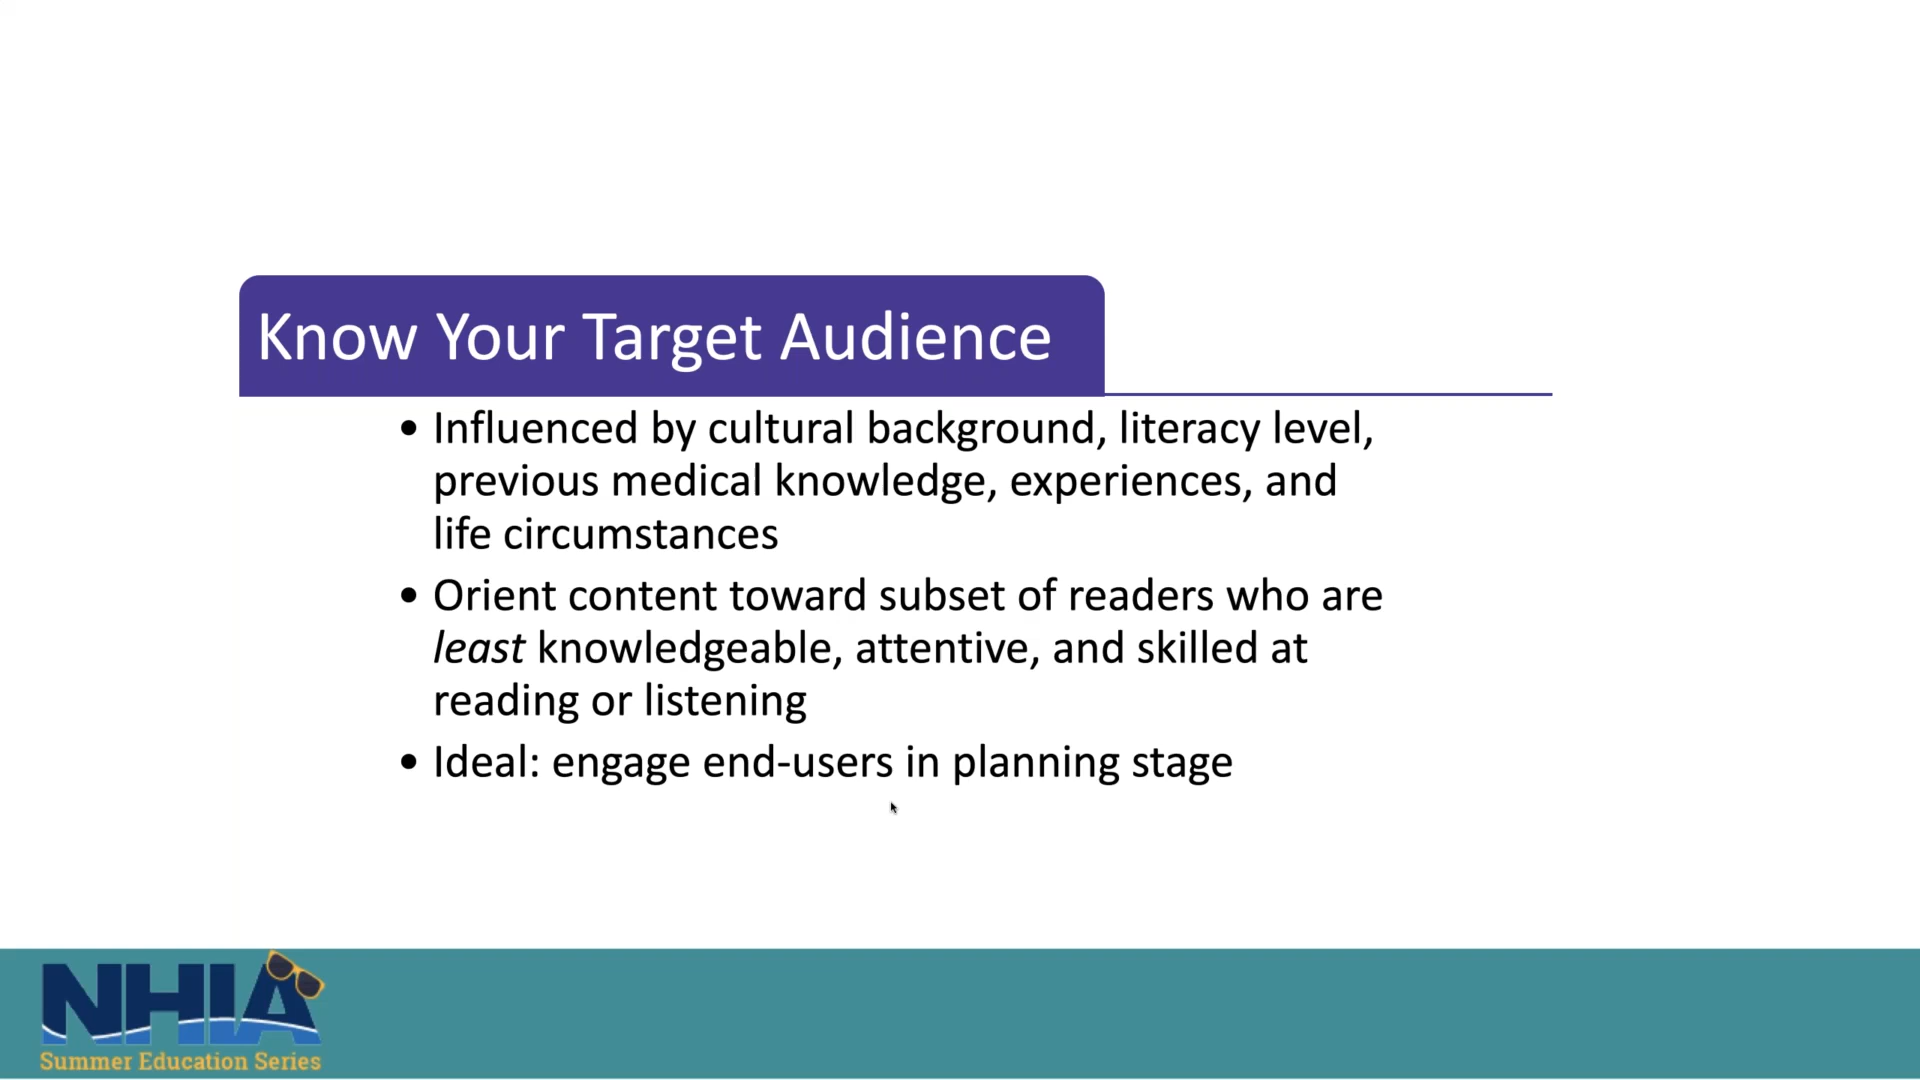 Know Your Target Audience
• Influenced by cultural background, literacy level,
previous medical knowledge, experiences, and
life circumstances
• Orient content toward subset of readers who are
least knowledgeable, attentive, and skilled at
reading or listening
• Ideal: engage end-users in planning stage
NHIA
Summer Education Series